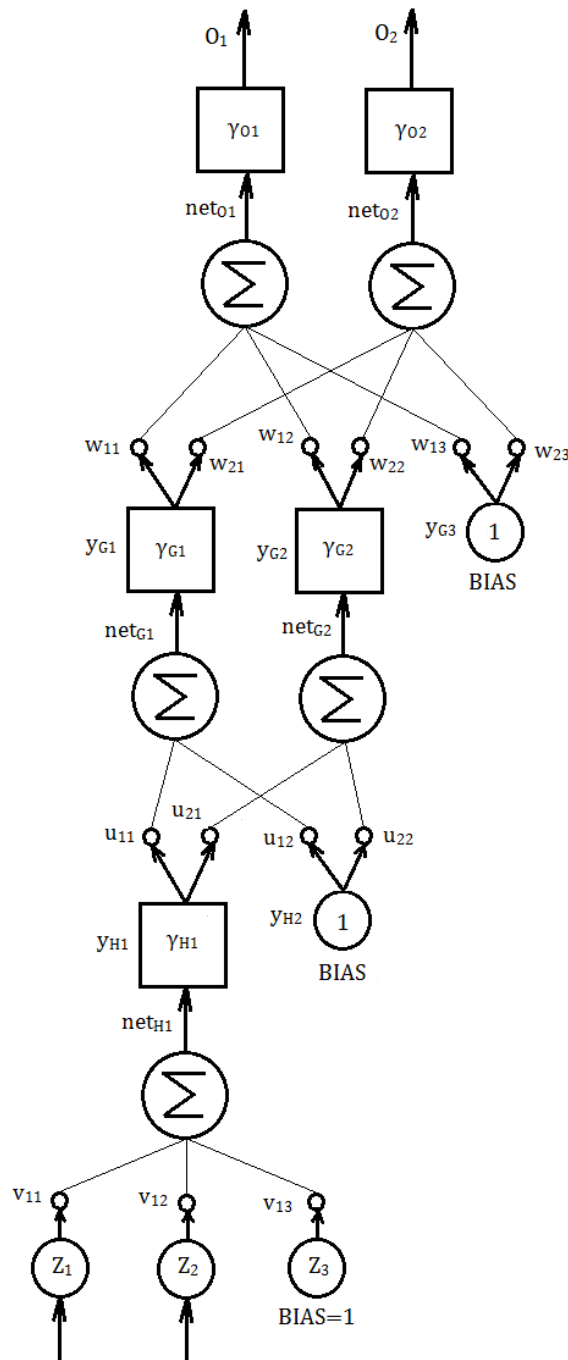 O₁ O₂
γO1 γO2
netO1 netO2
∑ ∑
w₁₁ w₂₁ w₁₂ w₂₂ w₁₃ w₂₃
yG1 γG1 yG2 γG2 yG3 1
BIAS
netG1 netG2
∑ ∑
u₁₁ u₂₁ u₁₂ u₂₂
yH1 γH1 yH2 1
BIAS
netH1
∑
v₁₁ v₁₂ v₁₃
Z₁ Z₂ Z₃
BIAS=1